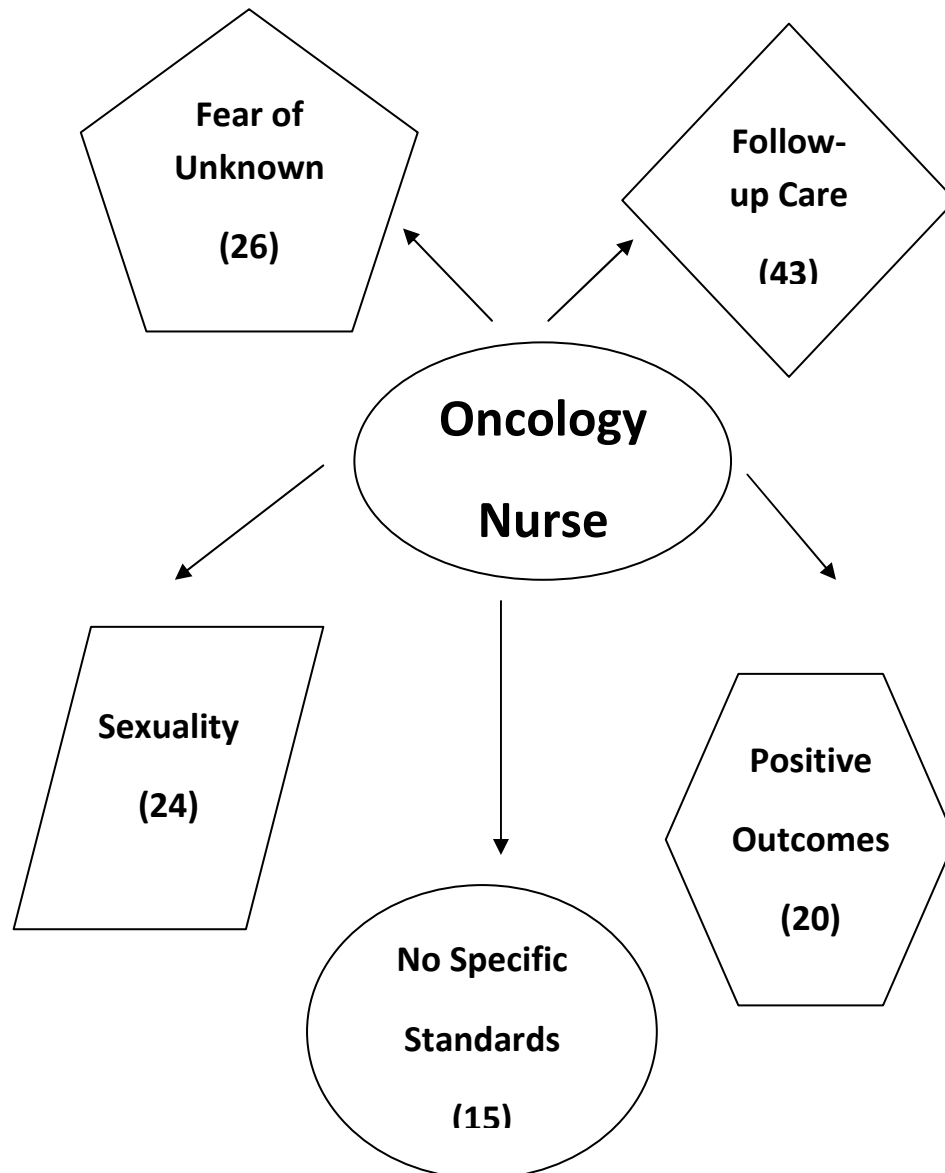 Fear of
Unknown
(26)
Follow-
up Care
(43)
Oncology
Nurse
Sexuality
(24)
Positive
Outcomes
(20)
No Specific
Standards
(15)